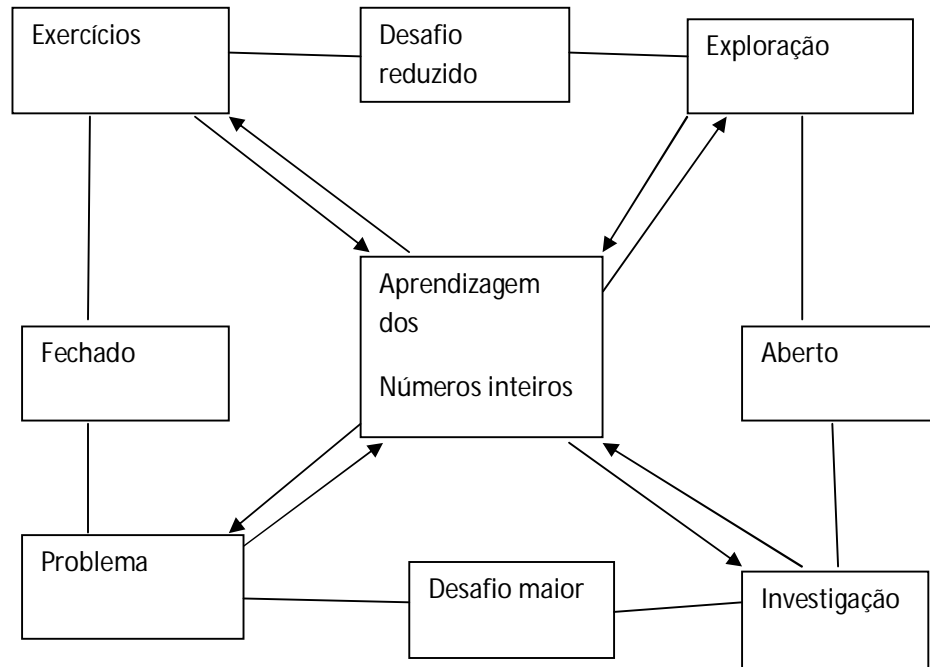 Exercícios
Desafio
reduzido
Exploração
Aprendizagem
dos
Números inteiros
Fechado
Aberto
Problema
Desafio maior
Investigação